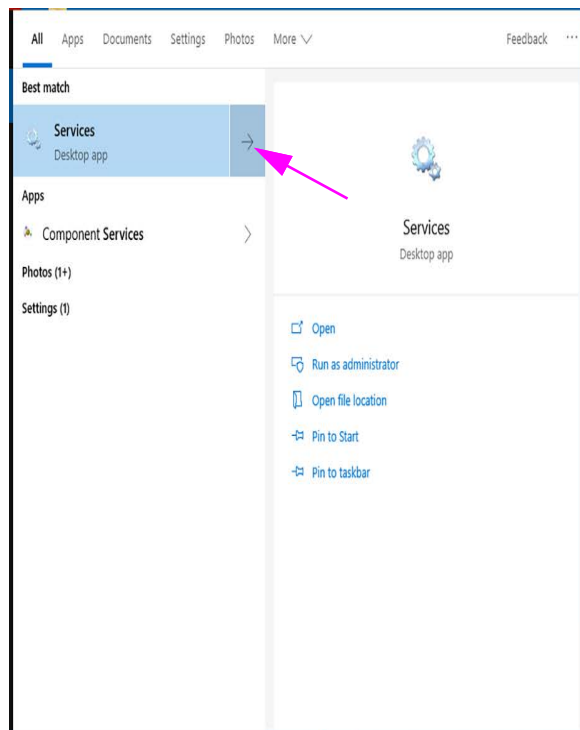 All Apps Documents Settings Photos More Feedback ...
Best match
Services
Desktop app
Apps
Component Services
Photos (1+)
Settings (1)
Services
Desktop app
Open
Run as administrator
Open file location
Pin to Start
Pin to taskbar